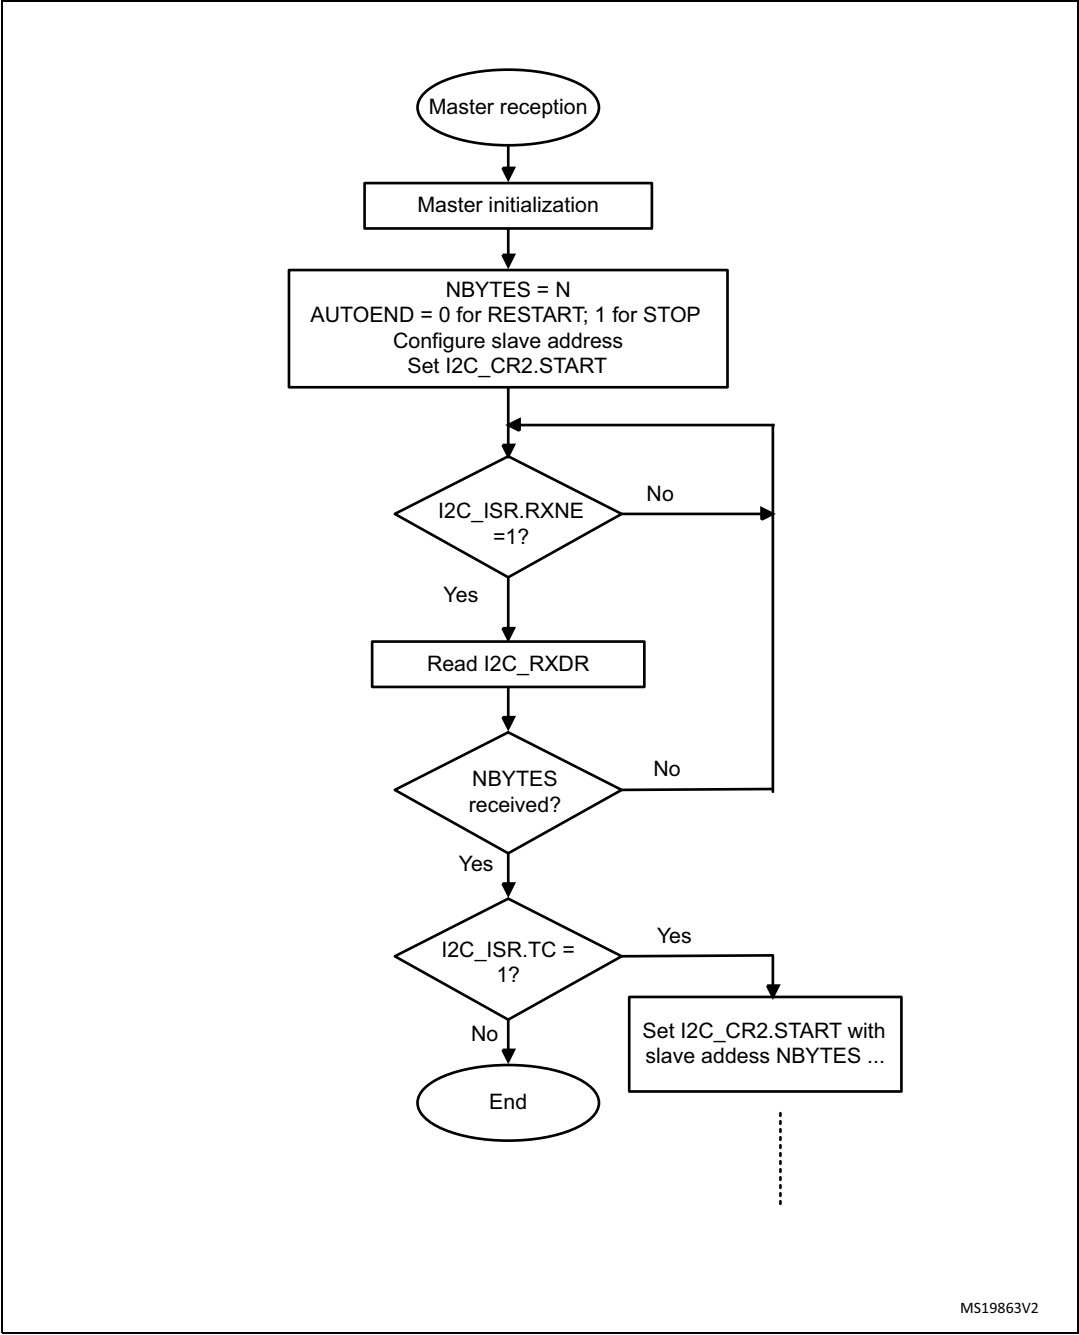 Master reception
Master initialization
NBYTES = N
AUTOEND = 0 for RESTART; 1 for STOP
Configure slave address
Set I2C_CR2.START
No
I2C_ISR.RXNE
=1?
Yes
Read I2C_RXDR
No
NBYTES
received?
Yes
Yes
I2C_ISR.TC =
1?
Set I2C_CR2.START with
slave addess NBYTES ...
No
End
MS19863V2